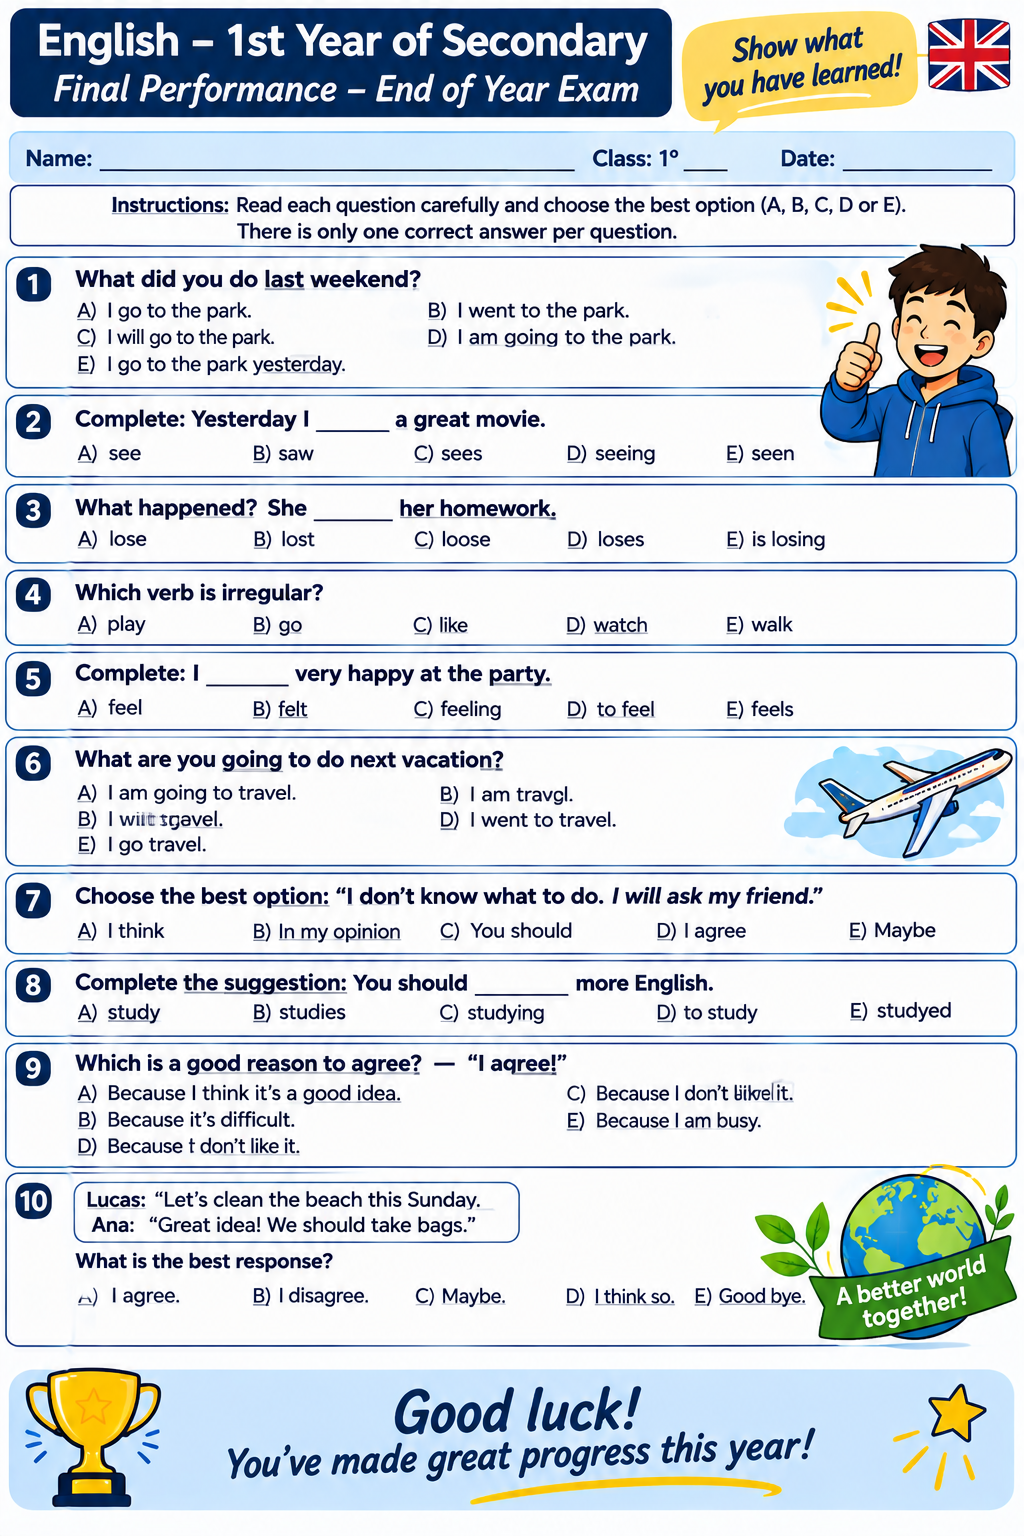 English – 1st Year of Secondary
Final Performance – End of Year Exam
Show what
you have learned!
Name: ____ Class: 1º ____ Date: ____
Instructions: Read each question carefully and choose the best option (A, B, C, D or E).
There is only one correct answer per question.
1 What did you do last weekend?
A) I go to the park. B) I went to the park.
C) I will go to the park. D) I am going to the park.
E) I go to the park yesterday.
2 Complete: Yesterday I ____ a great movie.
A) see B) saw C) sees D) seeing E) seen
3 What happened? She ____ her homework.
A) lose B) lost C) loose D) loses E) is losing
4 Which verb is irregular?
A) play B) go C) like D) watch E) walk
5 Complete: I ____ very happy at the party.
A) feel B) felt C) feeling D) to feel E) feels
6 What are you going to do next vacation?
A) I am going to travel. B) I am travgl.
B) I D) I went to travel.
E) I go travel.
7 Choose the best option: “I don’t know what to do. I will ask my friend.”
A) I think B) In my opinion C) You should D) I agree E) Maybe
8 Complete the suggestion: You should ____ more English.
A) study B) studies C) studying D) to study E) studyed
9 Which is a good reason to agree? — “I aqree!”
A) Because I think it’s a good idea. C) Because I don’t it.
B) Because it’s difficult. E) Because I am busy.
D) Because t don’t like it.
10 Lucas: “Let’s clean the beach this Sunday.
Ana: “Great idea! We should take bags.”
What is the best response?
A) I agree. B) I disagree. C) Maybe. D) I think so. E) Good bye.
A better world
together!
Good luck!
You’ve made great progress this year!